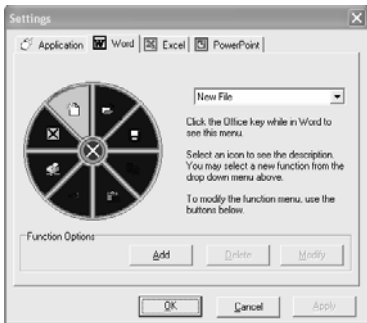 Settings
Application Word Excel PowerPoint
New File
Click the Office key while in Word to
see this menu.
Select an icon to see the description.
You may select a new function from the
drop down menu above.
To modify the function menu, use the
buttons below.
Function Options
Add Delete Modify
OK Cancel Apply